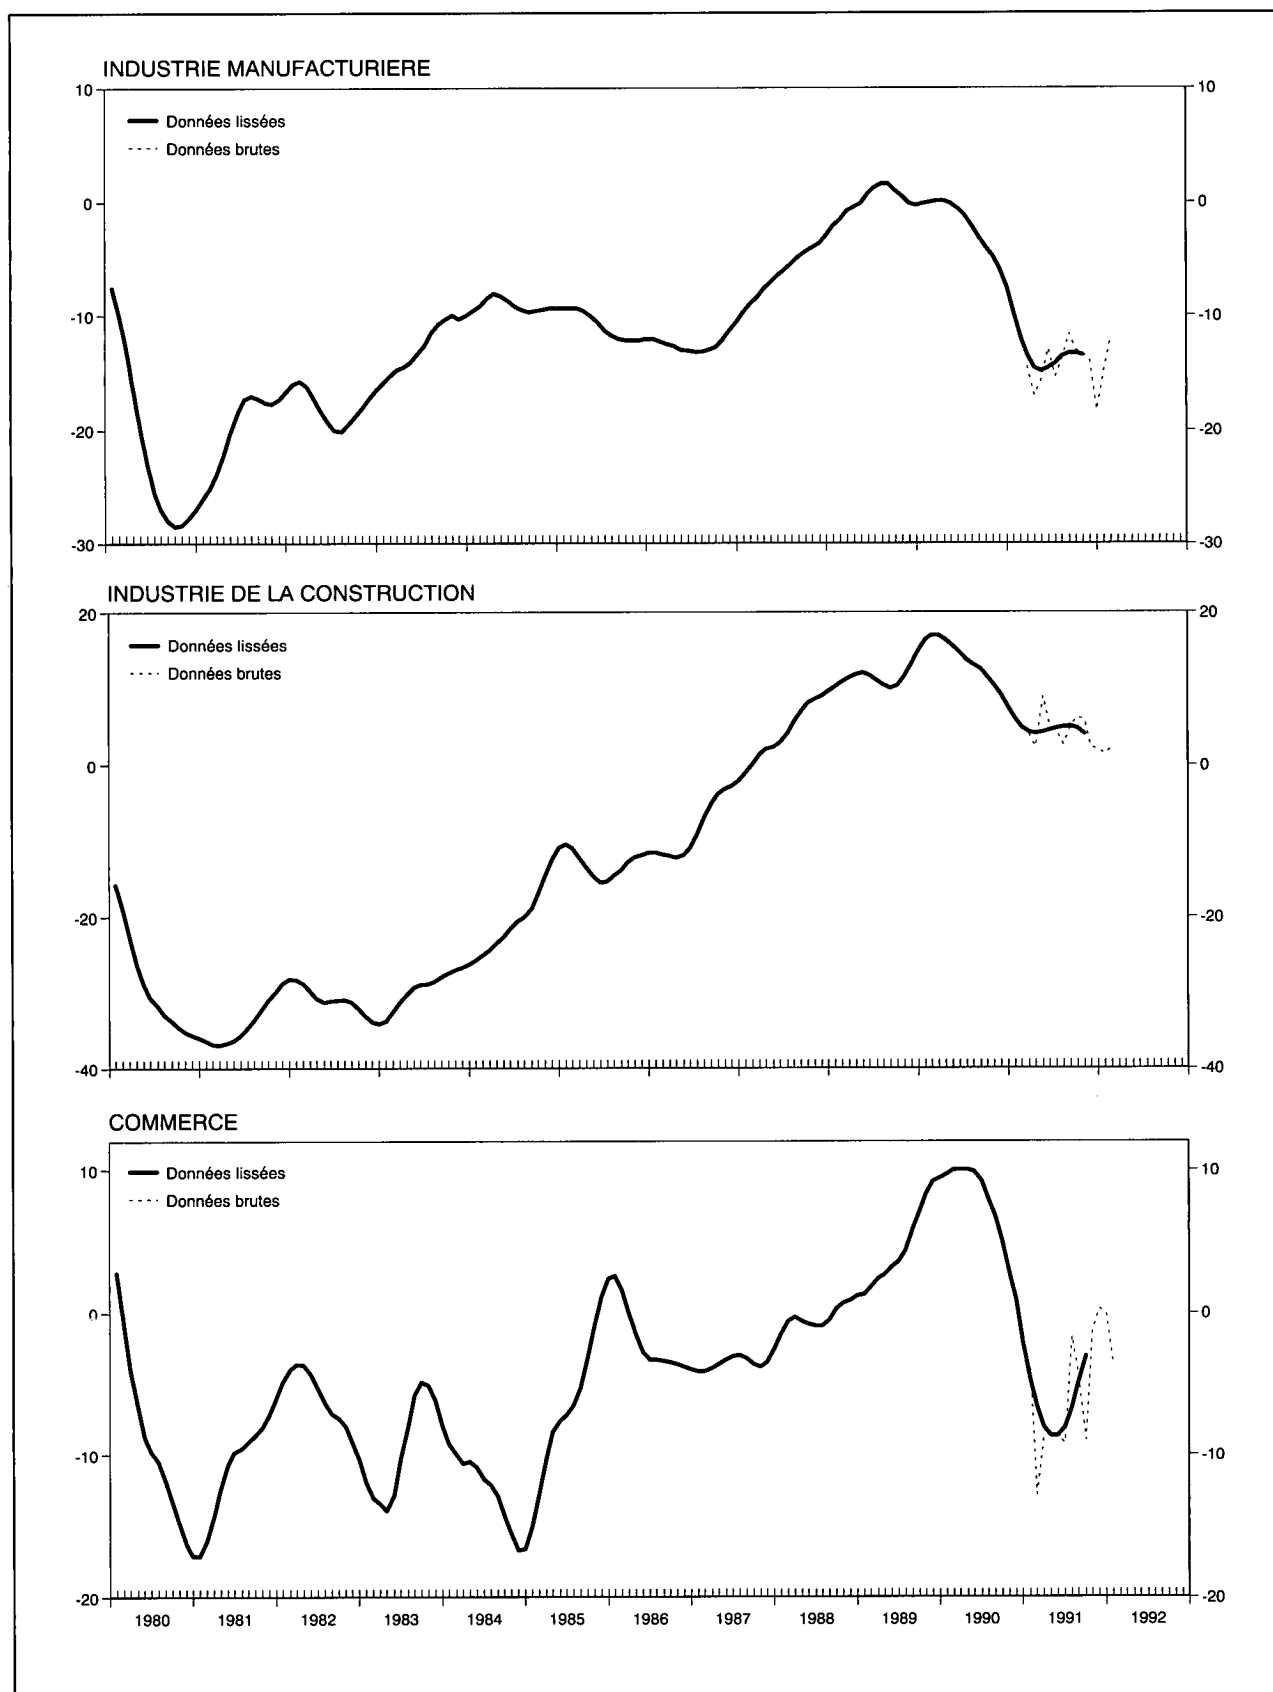 INDUSTRIE MANUFACTURIERE
10
10
Données lissées
Données brutes
0
0
-10
-10
-20
-20
-30
-30
INDUSTRIE DE LA CONSTRUCTION
20
20
Données lissées
Données brutes
0
0
-20
-20
-40
-40
COMMERCE
10
10
Données lissées
Données brutes
0
0
-10
-10
-20
-20
1980 1981 1982 1983 1984 1985 1986 1987 1988 1989 1990 1991 1992